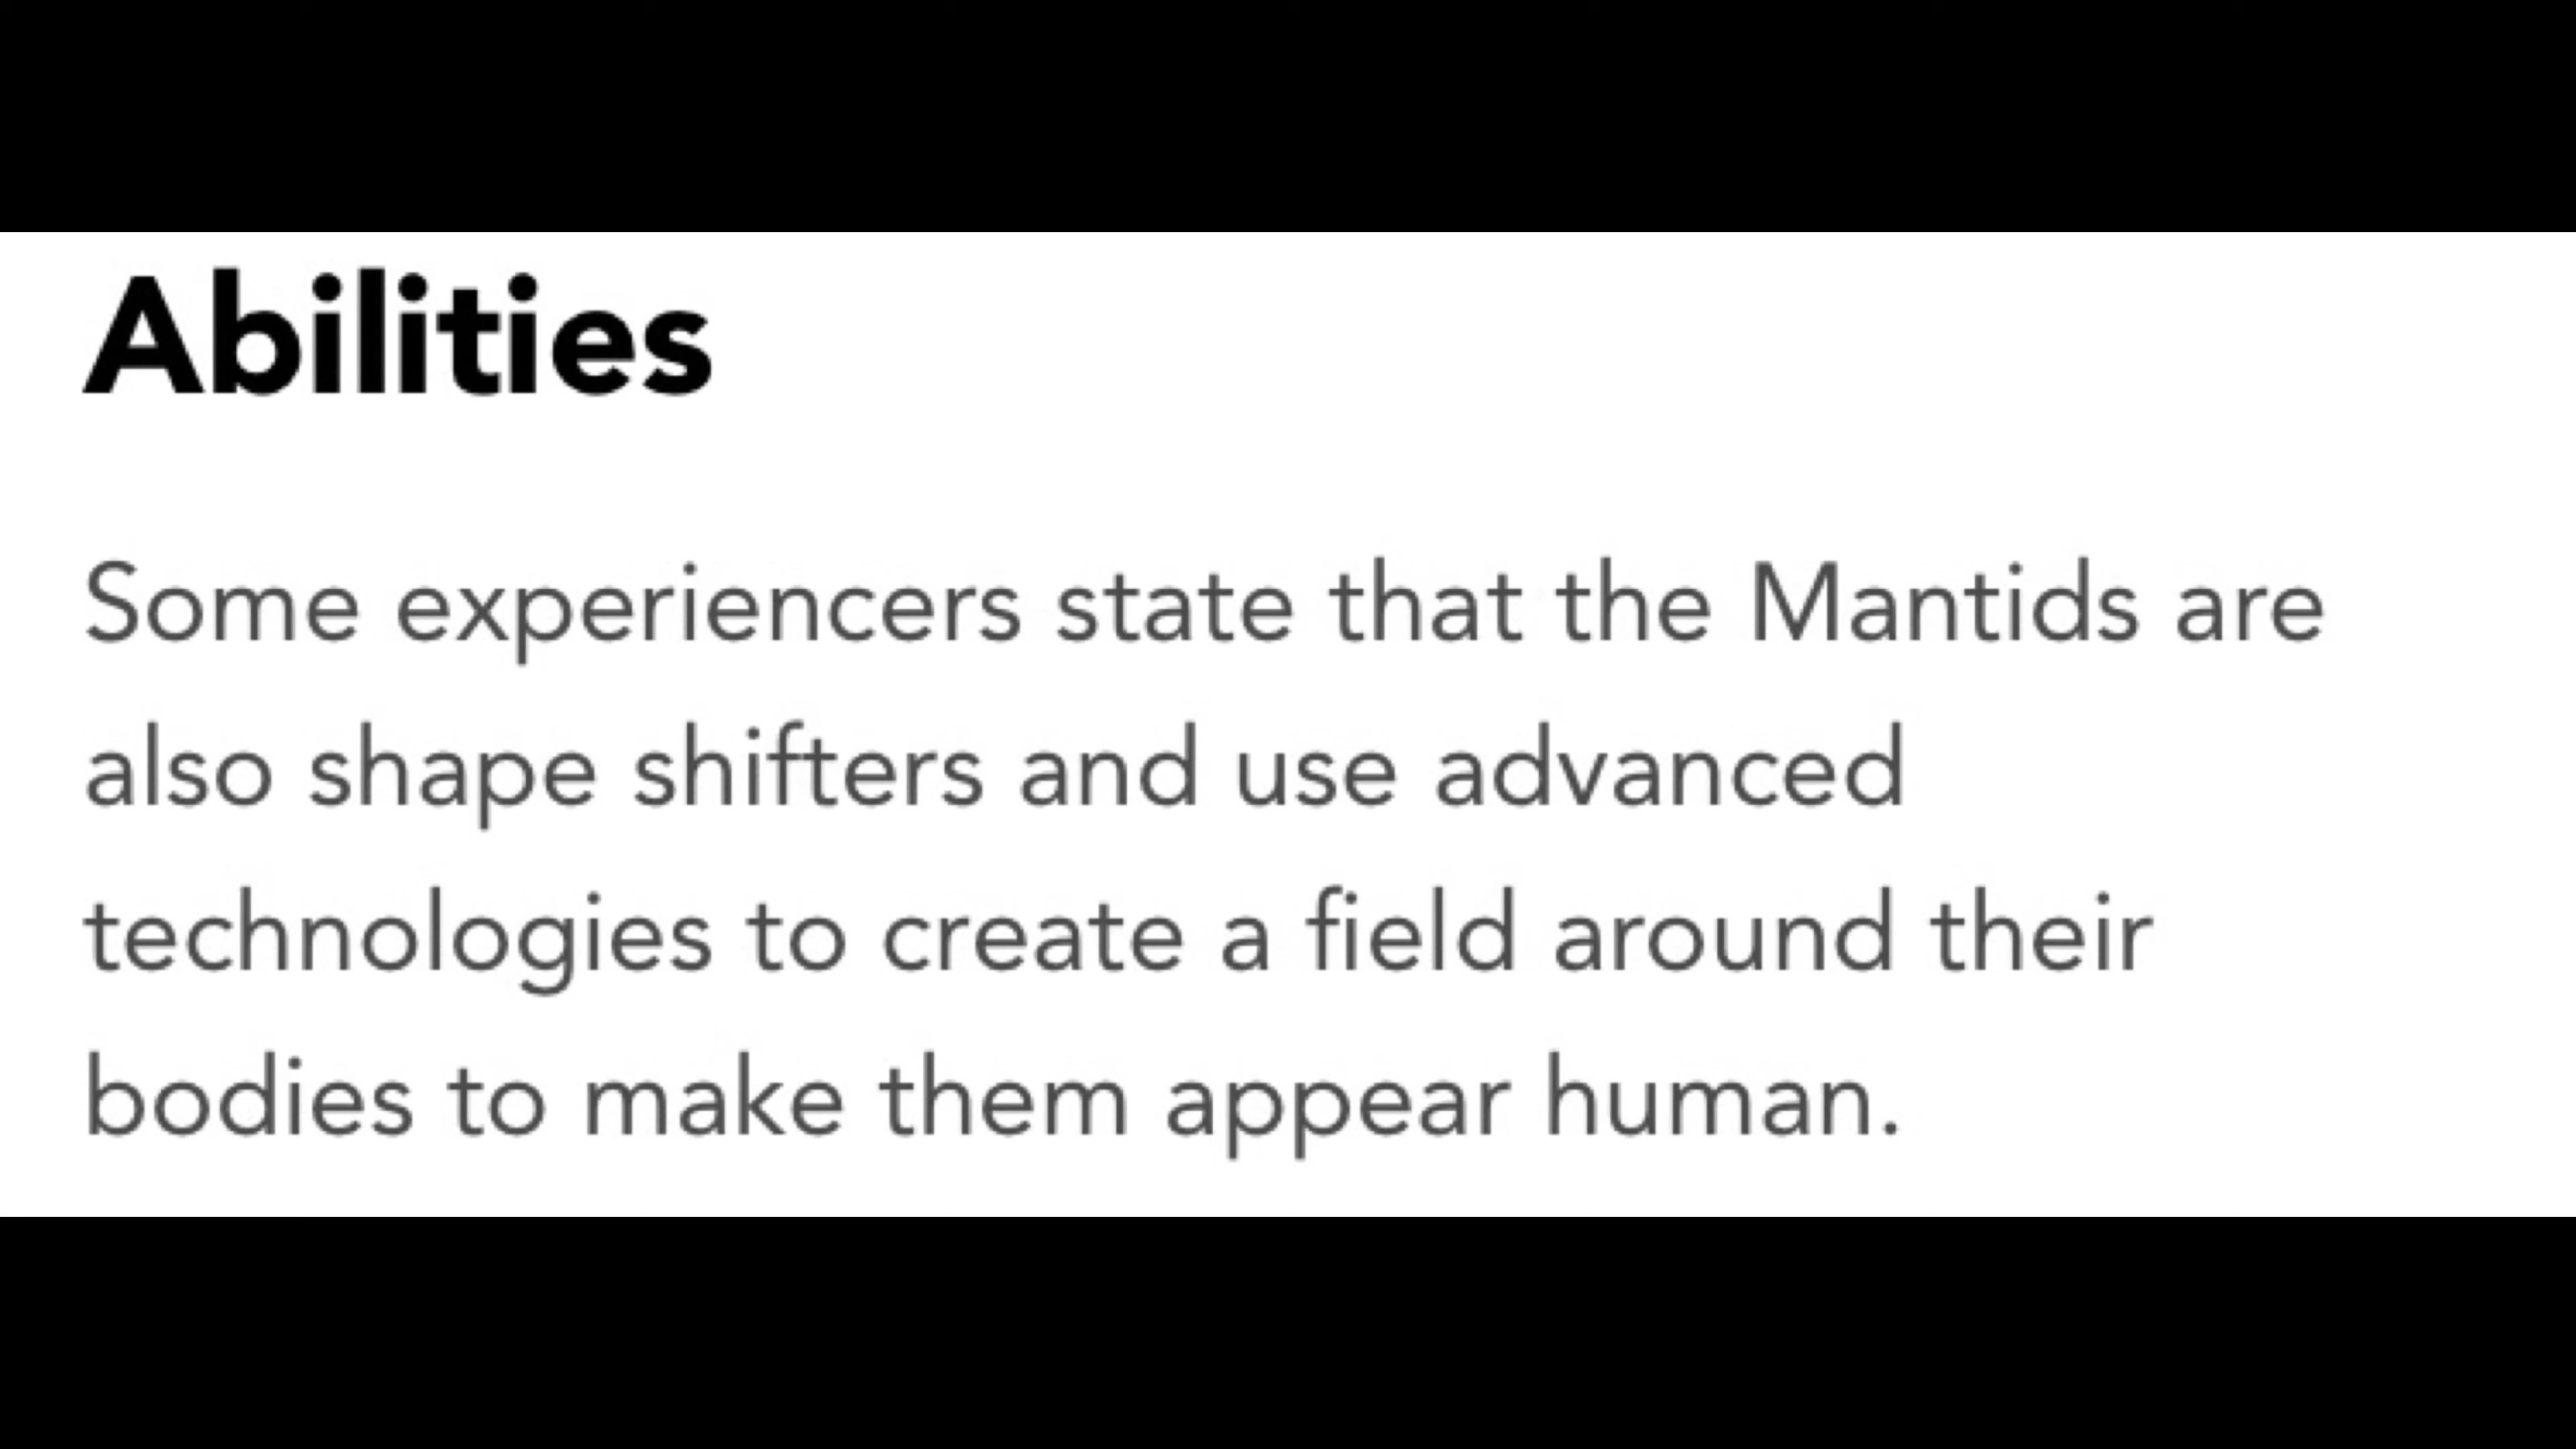 Abilities
Some experiencers state that the Mantids are
also shape shifters and use advanced
technologies to create a field around their
bodies to make them appear human.